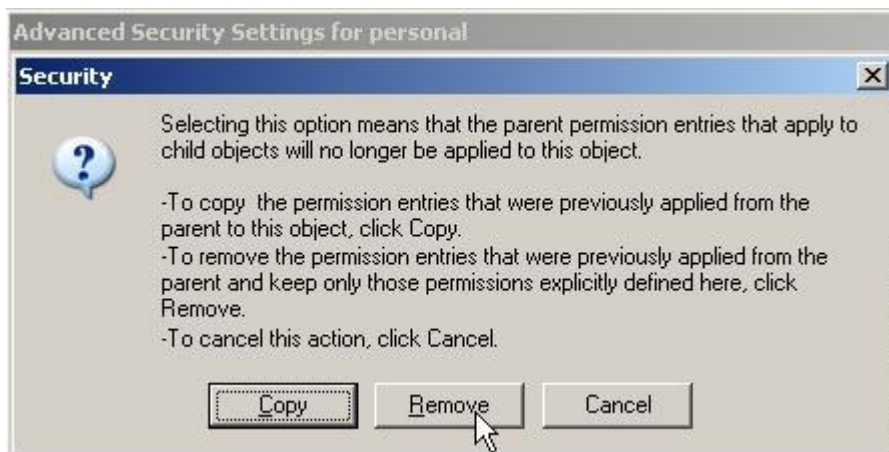 Advanced Security Settings for personal
Security
Selecting this option means that the parent permission entries that apply to
child objects will no longer be applied to this object.
-To copy  the permission entries that were previously applied from the
parent to this object, click Copy.
-To remove the permission entries that were previously applied from the
parent and keep only those permissions explicitly defined here, click
Remove.
-To cancel this action, click Cancel.
Copy Remove Cancel